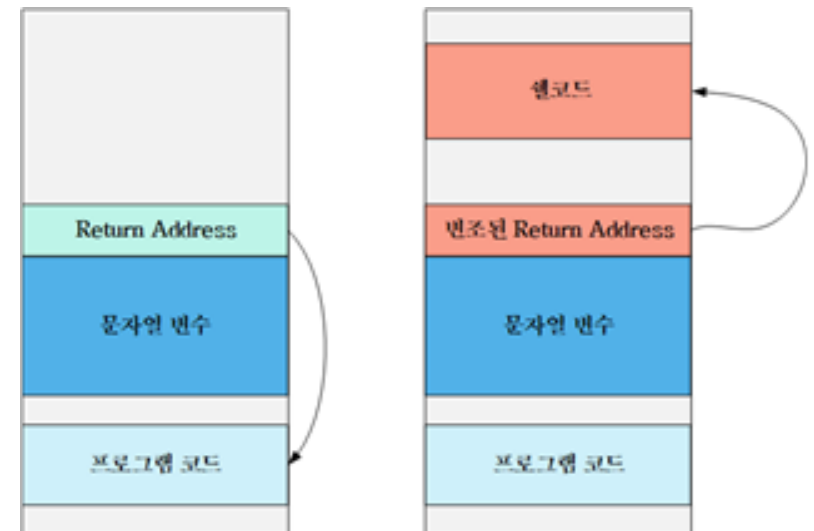 Return Address
문자열 변수
프로그램 코드
쉘코드
변조된 Return Address
문자열 변수
프로그램 코드